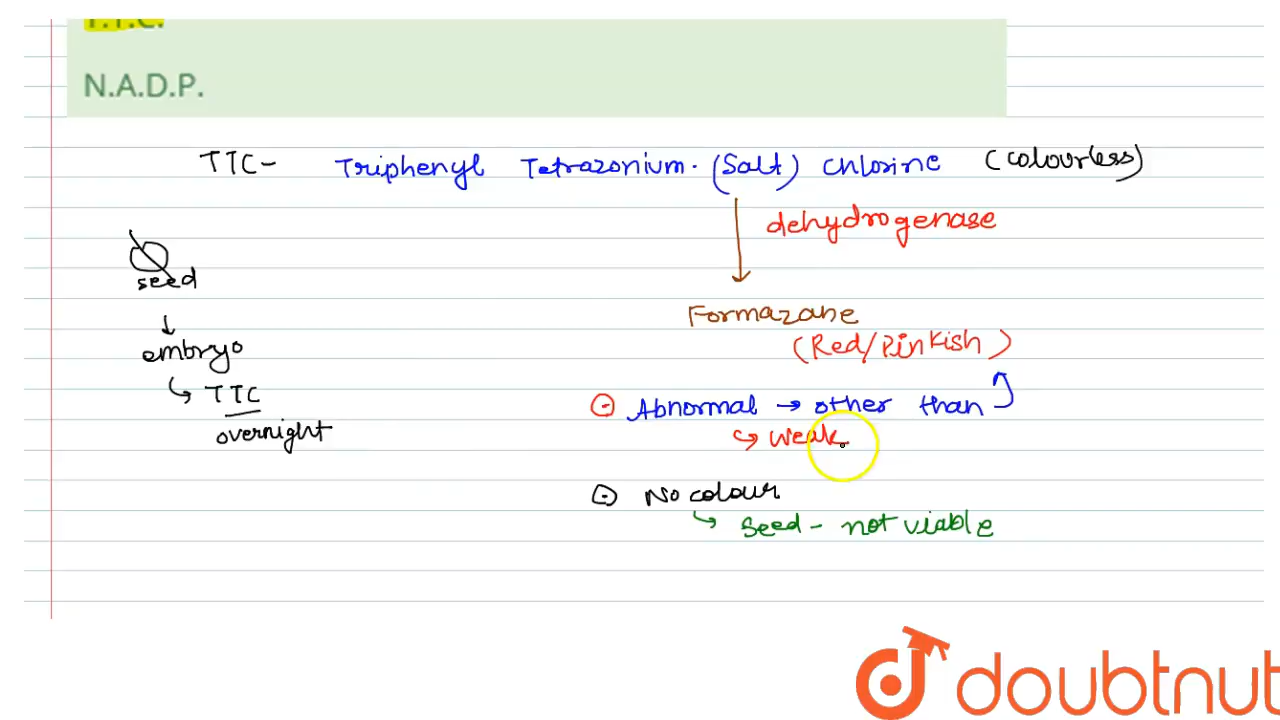 T.T.C.
N.A.D.P.
TTC- Triphenyl Tetrazonium. (Salt) Chlorine (colourless)
dehydrogenase
seed
Formazane
(Red/Pinkish)
embryo
TTC
overnight
Abnormal → other than
weak
No colour
seed - not viable
doubtnut